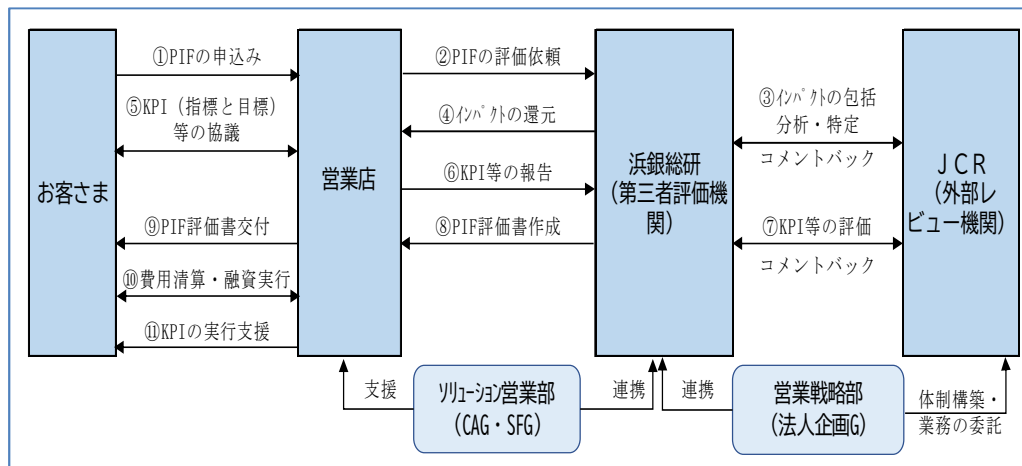 ①PIFの申込み
②PIFの評価依頼
⑤KPI（指標と目標）
等の協議
④ｲﾝﾊﾟｸﾄの還元
③ｲﾝﾊﾟｸﾄの包括
分析・特定
コメントバック
お客さま
営業店
⑥KPI等の報告
浜銀総研
（第三者評価機
関）
ＪＣＲ
（外部レ
ビュー機関）
⑨PIF評価書交付
⑧PIF評価書作成
⑦KPI等の評価
コメントバック
⑩費用清算・融資実行
⑪KPIの実行支援
支援
ｿﾘｭｰｼｮﾝ営業部
（CAG・SFG）
連携
連携
営業戦略部
（法人企画G）
体制構築・
業務の委託